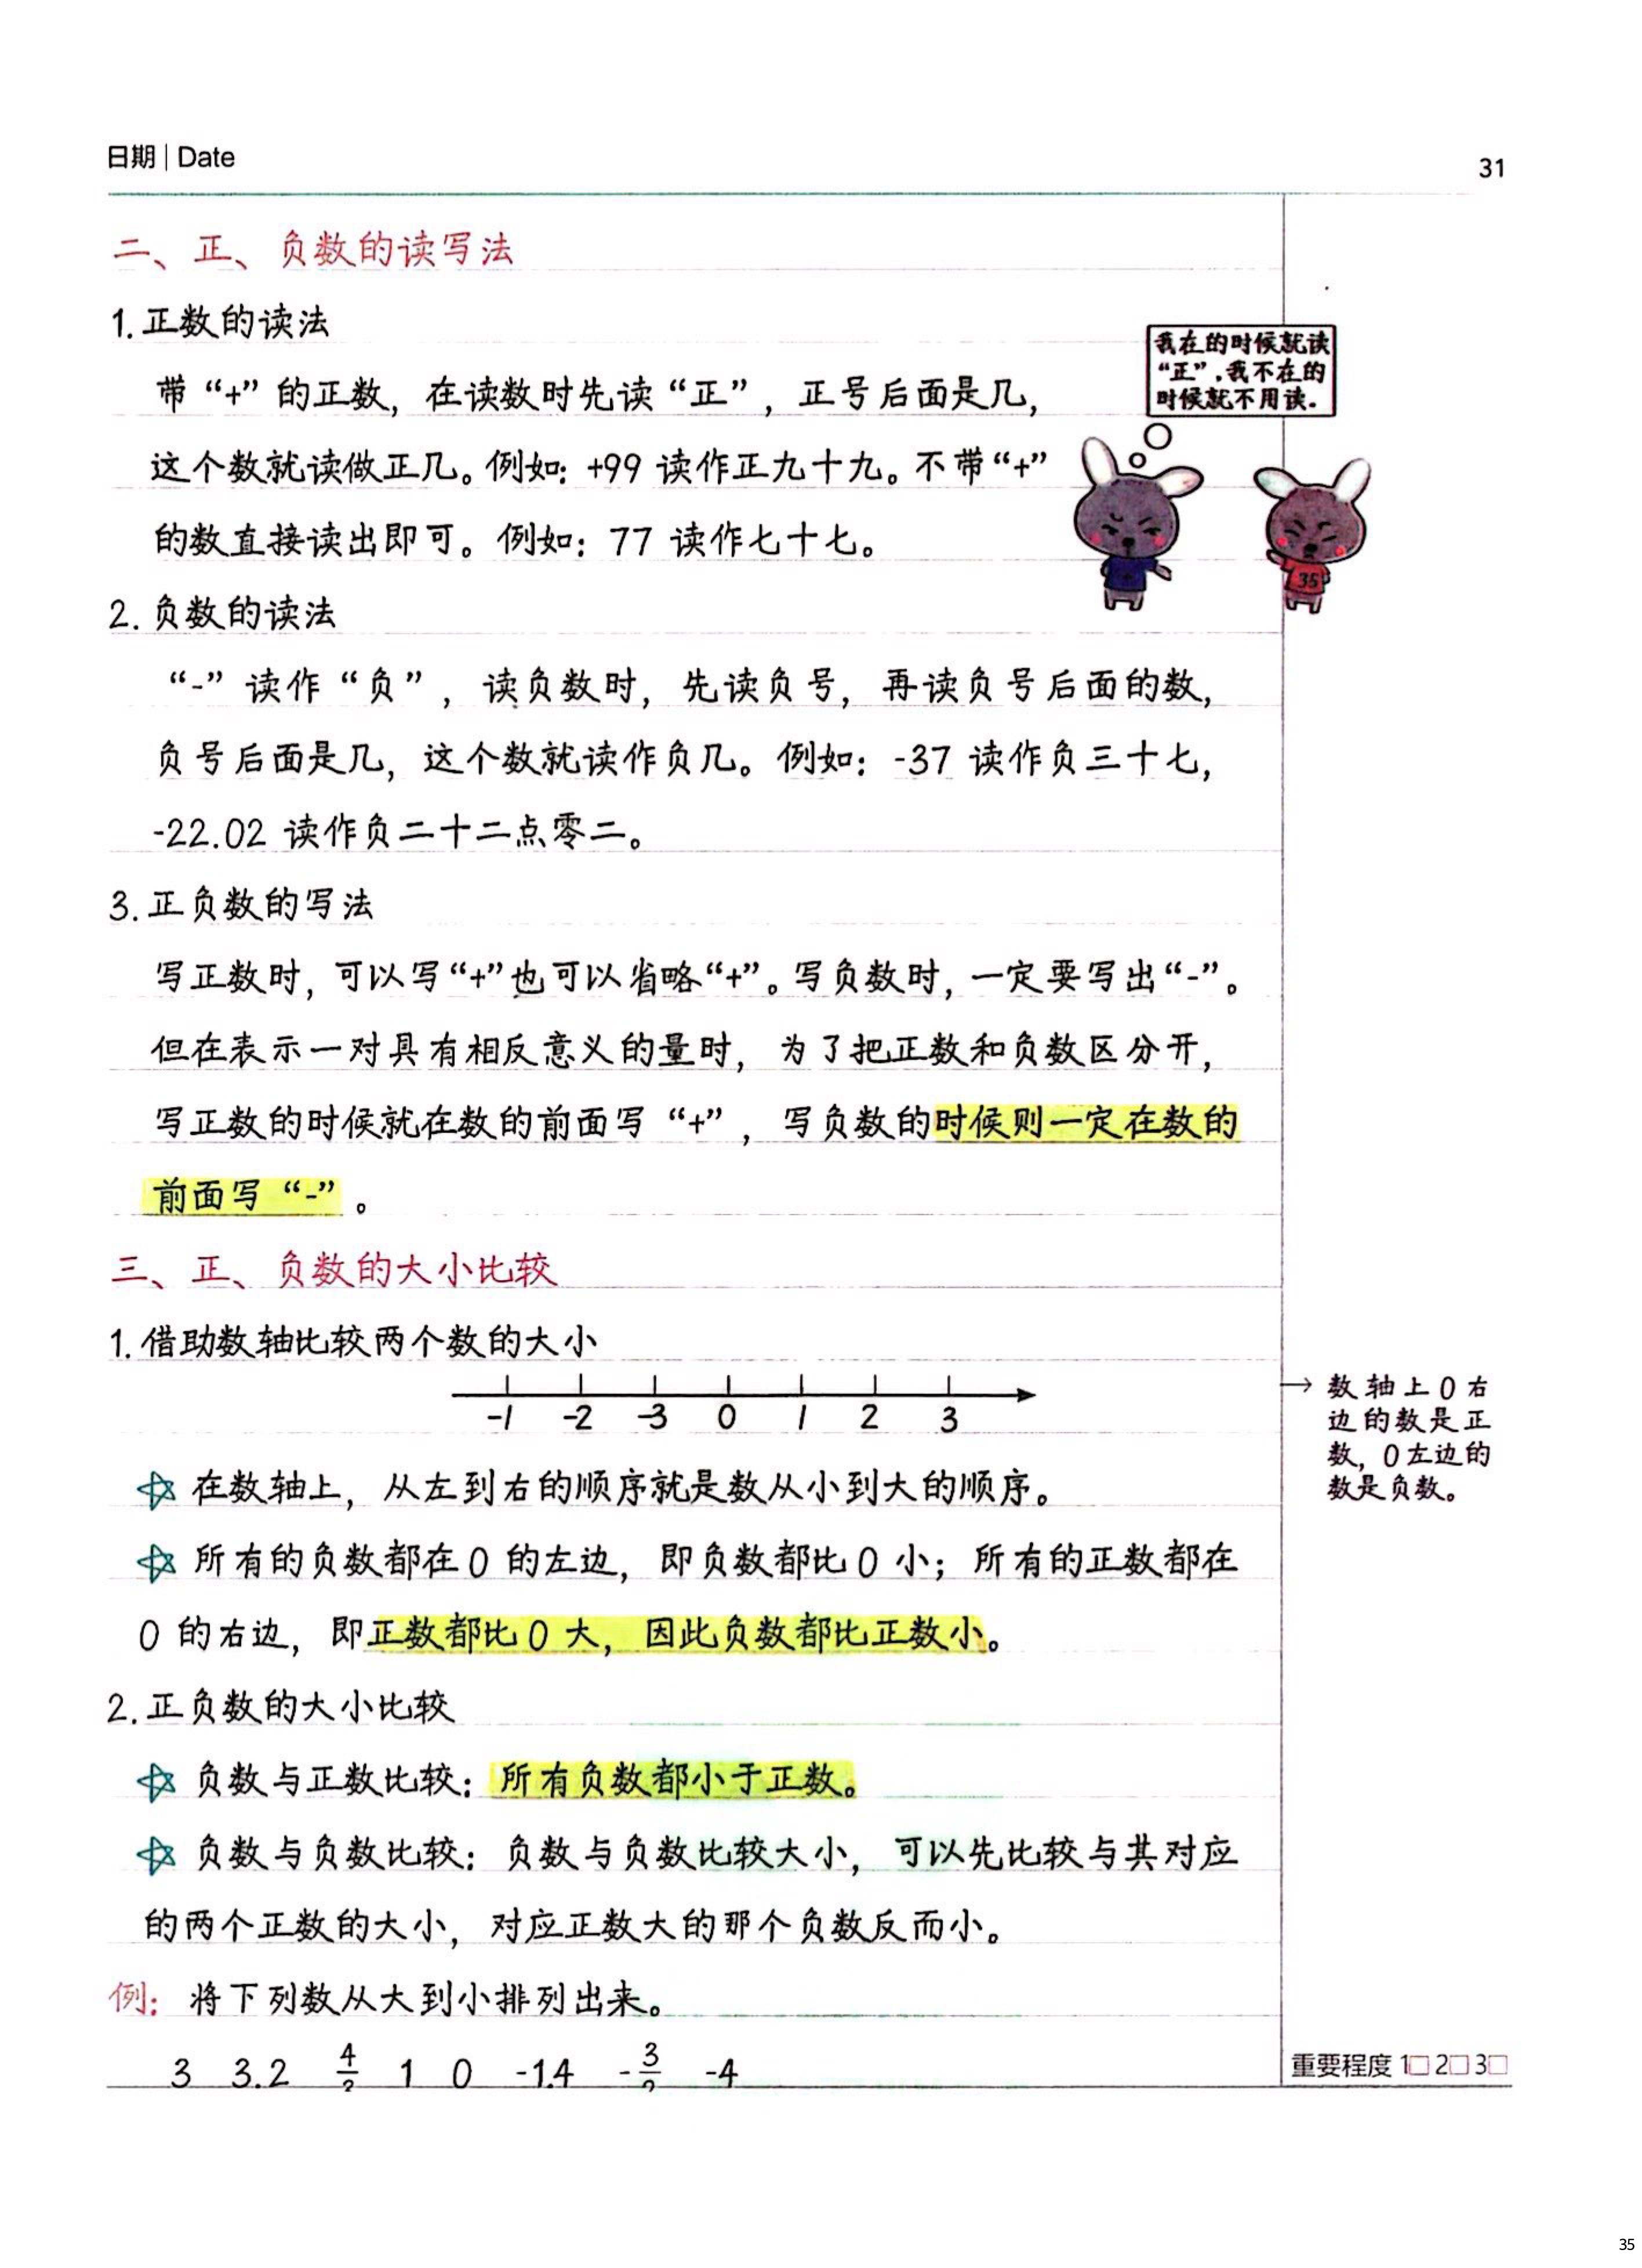 日期 | Date
31
二、正、负数的读写法
1.正数的读法
带“+”的正数，在读数时先读“正”，正号后面是几，
这个数就读做正几。例如：+99 读作正九十九。不带“+”
的数直接读出即可。例如：77 读作七十七。
我在的时候就读
“正”，我不在的
时候就不用读.
35
2.负数的读法
“-”读作“负”，读负数时，先读负号，再读负号后面的数，
负号后面是几，这个数就读作负几。例如：-37 读作负三十七，
-22.02 读作负二十二点零二。
3.正负数的写法
写正数时，可以写“+”也可以省略“+”。写负数时，一定要写出“-”。
但在表示一对具有相反意义的量时，为了把正数和负数区分开，
写正数的时候就在数的前面写“+”，写负数的时候则一定在数的
前面写“-”。
三、正、负数的大小比较
1.借助数轴比较两个数的大小
-1 -2 -3 0 1 2 3
→ 数轴上0右
边的数是正
数，0左边的
数是负数。
☆ 在数轴上，从左到右的顺序就是数从小到大的顺序。
☆ 所有的负数都在0的左边，即负数都比0小；所有的正数都在
0的右边，即正数都比0大，因此负数都比正数小。
2.正负数的大小比较
☆ 负数与正数比较：所有负数都小于正数。
☆ 负数与负数比较：负数与负数比较大小，可以先比较与其对应
的两个正数的大小，对应正数大的那个负数反而小。
例：将下列数从大到小排列出来。
3 3.2 4/ 1 0 -1.4 -3/ -4
重要程度 1□ 2□ 3□
35